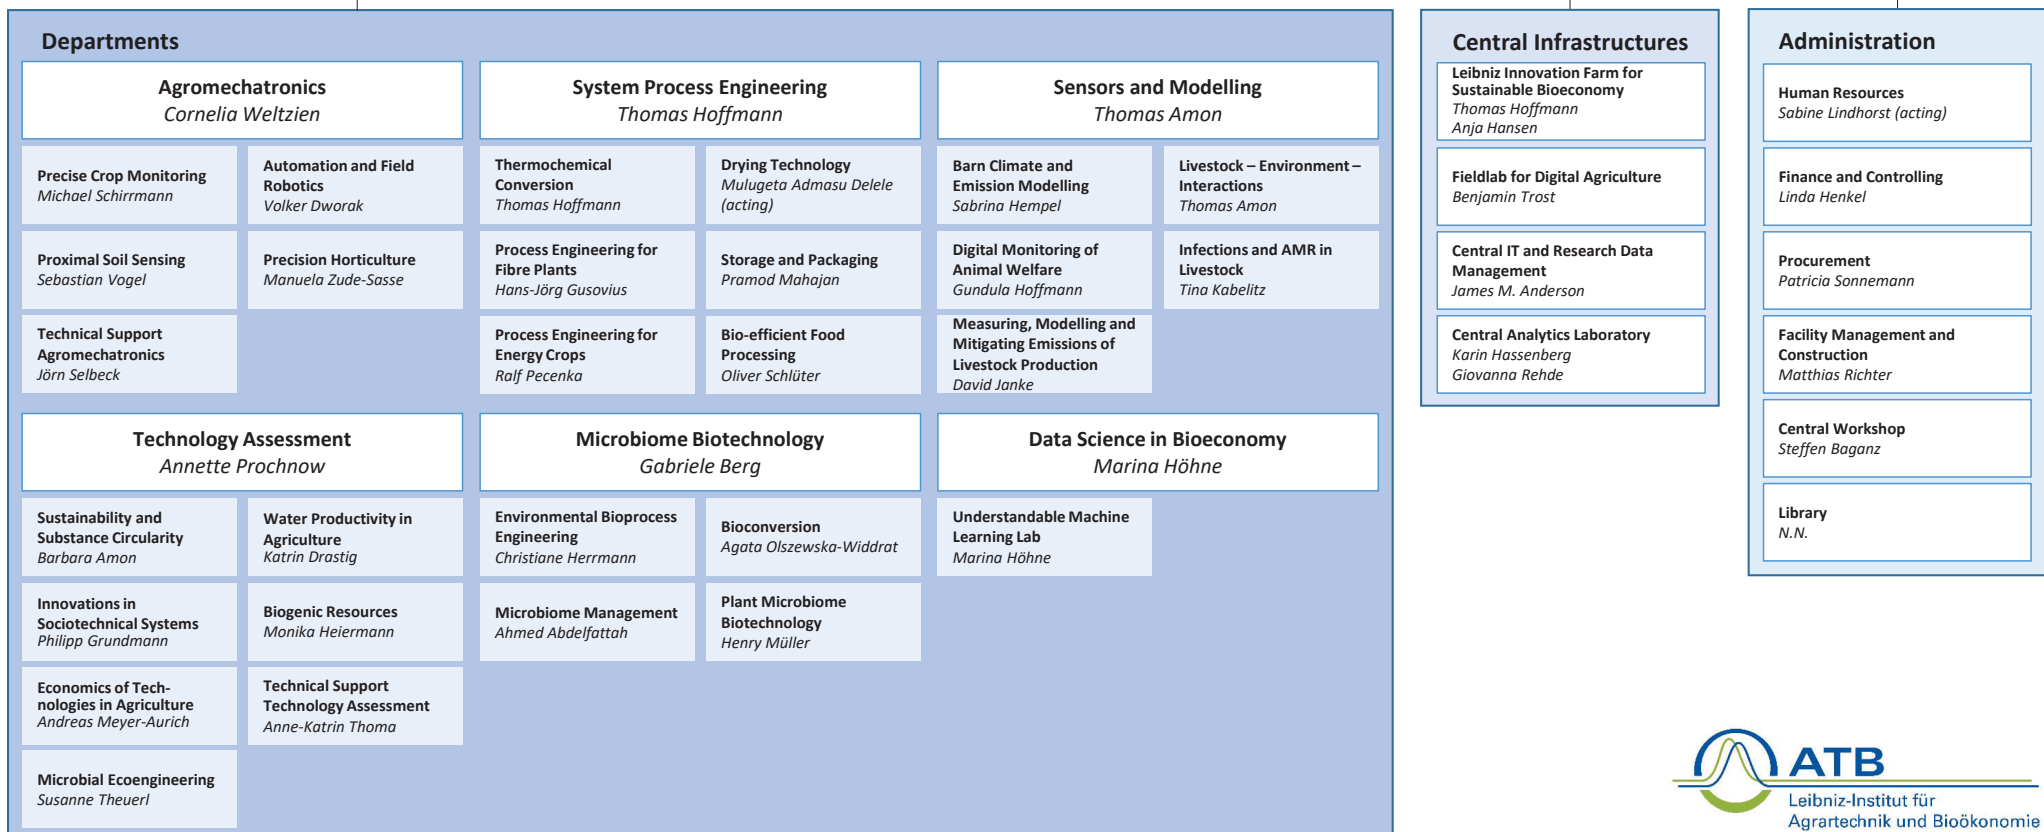 Departments
Agromechatronics
Cornelia Weltzien
Precise Crop Monitoring
Michael Schirrmann
Automation and Field
Robotics
Volker Dworak
Proximal Soil Sensing
Sebastian Vogel
Precision Horticulture
Manuela Zude-Sasse
Technical Support
Agromechatronics
Jörn Selbeck
System Process Engineering
Thomas Hoffmann
Thermochemical
Conversion
Thomas Hoffmann
Drying Technology
Mulugeta Admasu Delele
(acting)
Process Engineering for
Fibre Plants
Hans-Jörg Gusovius
Storage and Packaging
Pramod Mahajan
Process Engineering for
Energy Crops
Ralf Pecenka
Bio-efficient Food
Processing
Oliver Schlüter
Sensors and Modelling
Thomas Amon
Barn Climate and
Emission Modelling
Sabrina Hempel
Livestock – Environment –
Interactions
Thomas Amon
Digital Monitoring of
Animal Welfare
Gundula Hoffmann
Infections and AMR in
Livestock
Tina Kabelitz
Measuring, Modelling and
Mitigating Emissions of
Livestock Production
David Janke
Technology Assessment
Annette Prochnow
Sustainability and
Substance Circularity
Barbara Amon
Water Productivity in
Agriculture
Katrin Drastig
Innovations in
Sociotechnical Systems
Philipp Grundmann
Biogenic Resources
Monika Heiermann
Economics of Tech-
nologies in Agriculture
Andreas Meyer-Aurich
Technical Support
Technology Assessment
Anne-Katrin Thoma
Microbial Ecoengineering
Susanne Theuerl
Microbiome Biotechnology
Gabriele Berg
Environmental Bioprocess
Engineering
Christiane Herrmann
Bioconversion
Agata Olszewska-Widdrat
Microbiome Management
Ahmed Abdelfattah
Plant Microbiome
Biotechnology
Henry Müller
Data Science in Bioeconomy
Marina Höhne
Understandable Machine
Learning Lab
Marina Höhne
Central Infrastructures
Leibniz Innovation Farm for
Sustainable Bioeconomy
Thomas Hoffmann
Anja Hansen
Fieldlab for Digital Agriculture
Benjamin Trost
Central IT and Research Data
Management
James M. Anderson
Central Analytics Laboratory
Karin Hassenberg
Giovanna Rehde
Administration
Human Resources
Sabine Lindhorst (acting)
Finance and Controlling
Linda Henkel
Procurement
Patricia Sonnemann
Facility Management and
Construction
Matthias Richter
Central Workshop
Steffen Baganz
Library
N.N.
ATB
Leibniz-Institut für
Agrartechnik und Bioökonomie